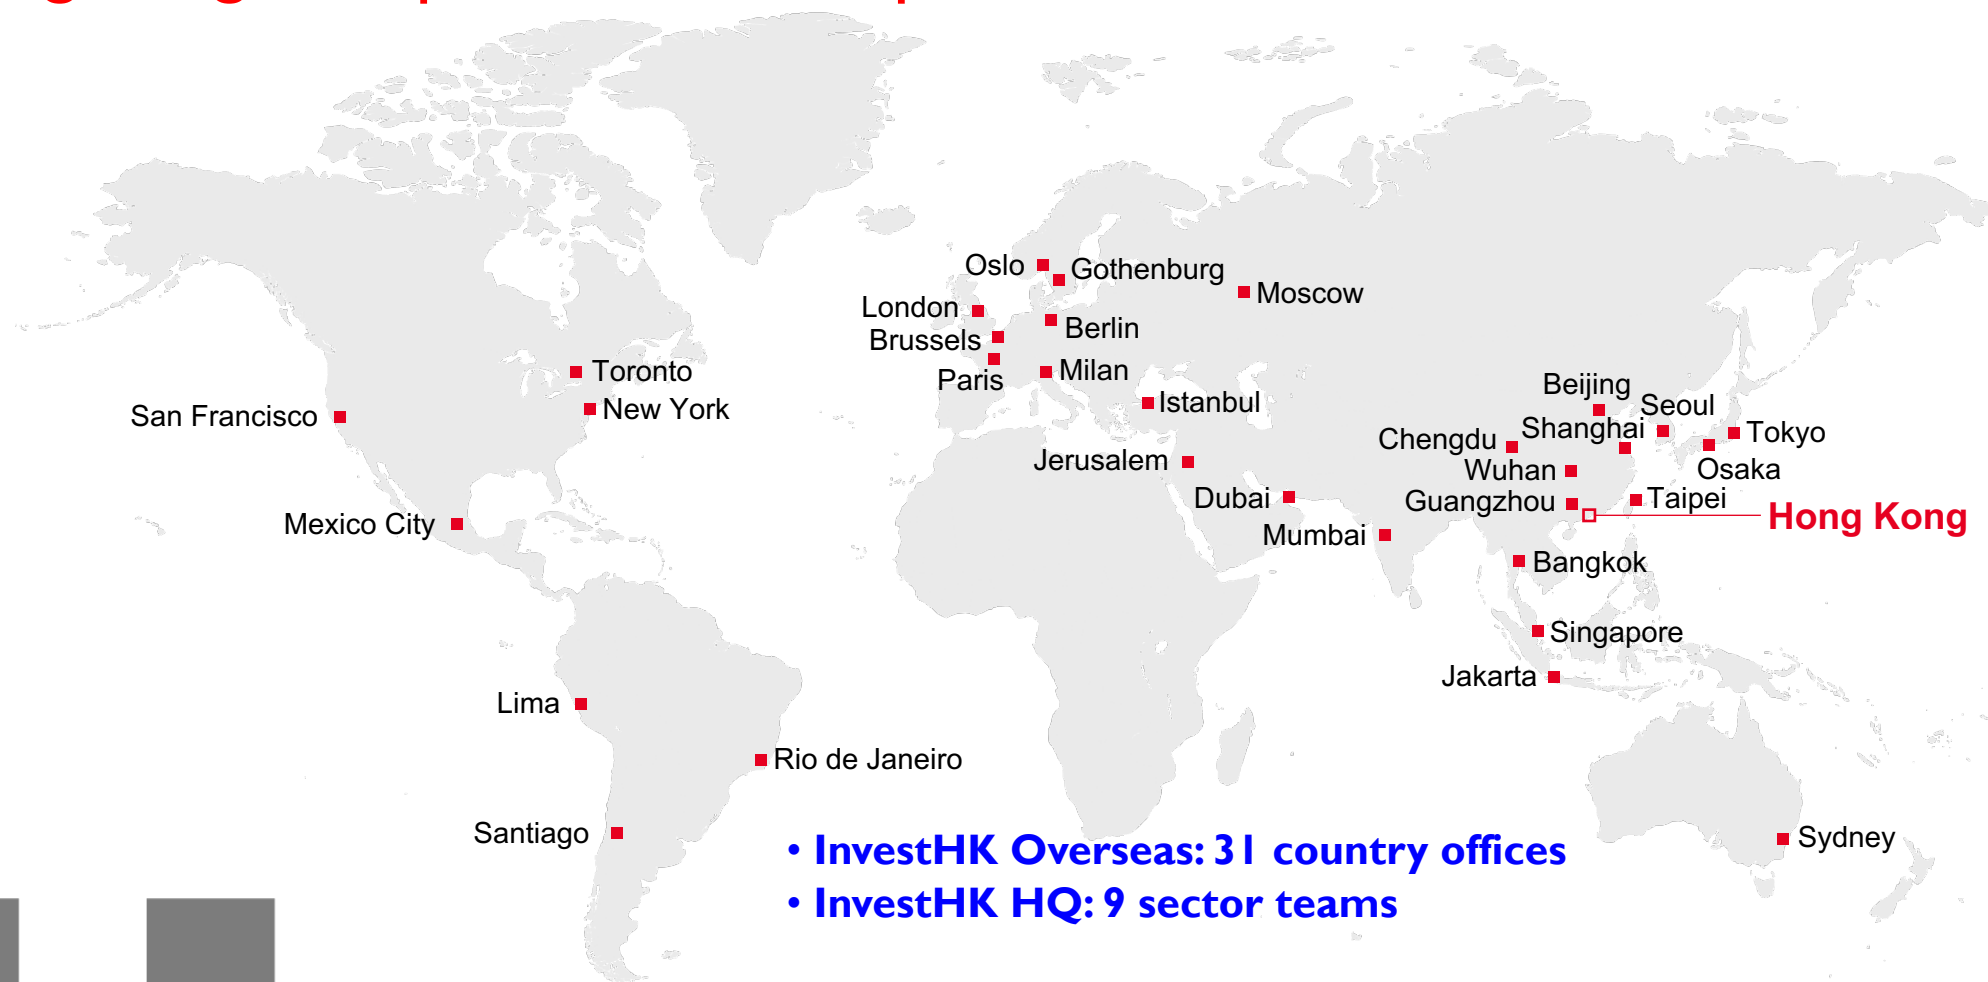 Oslo
Gothenburg
Moscow
London
Berlin
Brussels
Paris
Milan
Toronto
New York
San Francisco
Istanbul
Beijing
Seoul
Shanghai
Tokyo
Chengdu
Jerusalem
Wuhan
Osaka
Dubai
Guangzhou
Taipei
Hong Kong
Mexico City
Mumbai
Bangkok
Singapore
Jakarta
Lima
Rio de Janeiro
Santiago
Sydney
• InvestHK Overseas: 31 country offices
• InvestHK HQ: 9 sector teams